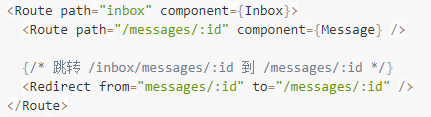 <Route path="inbox" component={Inbox}>
  <Route path="/messages/:id" component={Message} />

  {/* 跳转 /inbox/messages/:id 到 /messages/:id */}
  <Redirect from="messages/:id" to="/messages/:id" />
</Route>